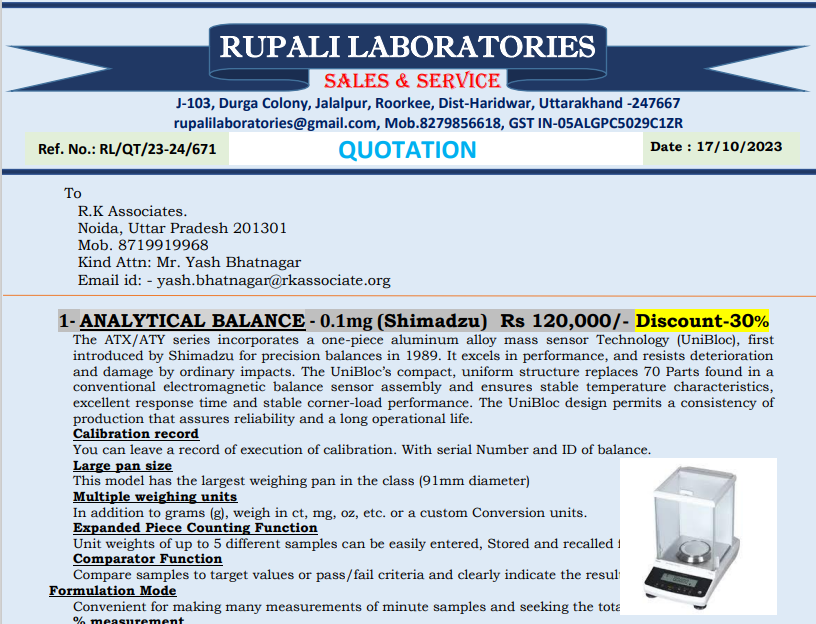 RUPALI LABORATORIES
SALES & SERVICE
J-103, Durga Colony, Jalalpur, Roorkee, Dist-Haridwar, Uttarakhand -247667
rupalilaboratories@gmail.com, Mob.8279856618, GST IN-05ALGPC5029C1ZR
Ref. No.: RL/QT/23-24/671 QUOTATION Date : 17/10/2023
To
R.K Associates.
Noida, Uttar Pradesh 201301
Mob. 8719919968
Kind Attn: Mr. Yash Bhatnagar
Email id: - yash.bhatnagar@rkassociate.org
1- ANALYTICAL BALANCE - 0.1mg (Shimadzu) Rs 120,000/- Discount-30%
The ATX/ATY series incorporates a one-piece aluminum alloy mass sensor Technology (UniBloc), first
introduced by Shimadzu for precision balances in 1989. It excels in performance, and resists deterioration
and damage by ordinary impacts. The UniBloc's compact, uniform structure replaces 70 Parts found in a
conventional electromagnetic balance sensor assembly and ensures stable temperature characteristics,
excellent response time and stable corner-load performance. The UniBloc design permits a consistency of
production that assures reliability and a long operational life.
Calibration record
You can leave a record of execution of calibration. With serial Number and ID of balance.
Large pan size
This model has the largest weighing pan in the class (91mm diameter)
Multiple weighing units
In addition to grams (g), weigh in ct, mg, oz, etc. or a custom Conversion units.
Expanded Piece Counting Function
Unit weights of up to 5 different samples can be easily entered, Stored and recalled
Comparator Function
Compare samples to target values or pass/fail criteria and clearly indicate the
Formulation Mode
Convenient for making many measurements of minute samples and seeking the
% measurement